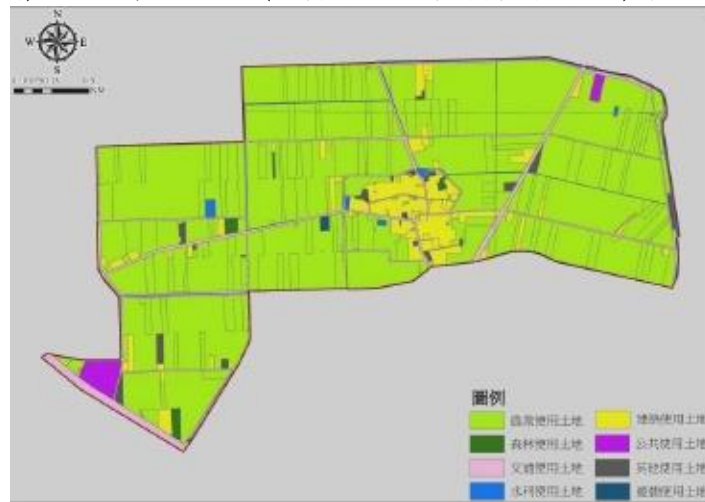 N
W E
S
圖例
農業使用土地 建築使用土地
森林使用土地 公共使用土地
交通使用土地 其他使用土地
水利使用土地 遊憩使用土地